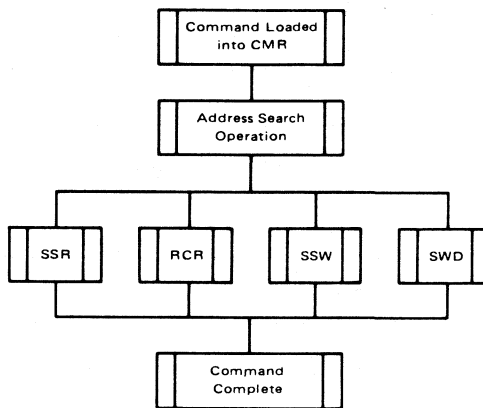 Command Loaded
into CMR
Address Search
Operation
SSR
RCR
SSW
SWD
Command
Complete